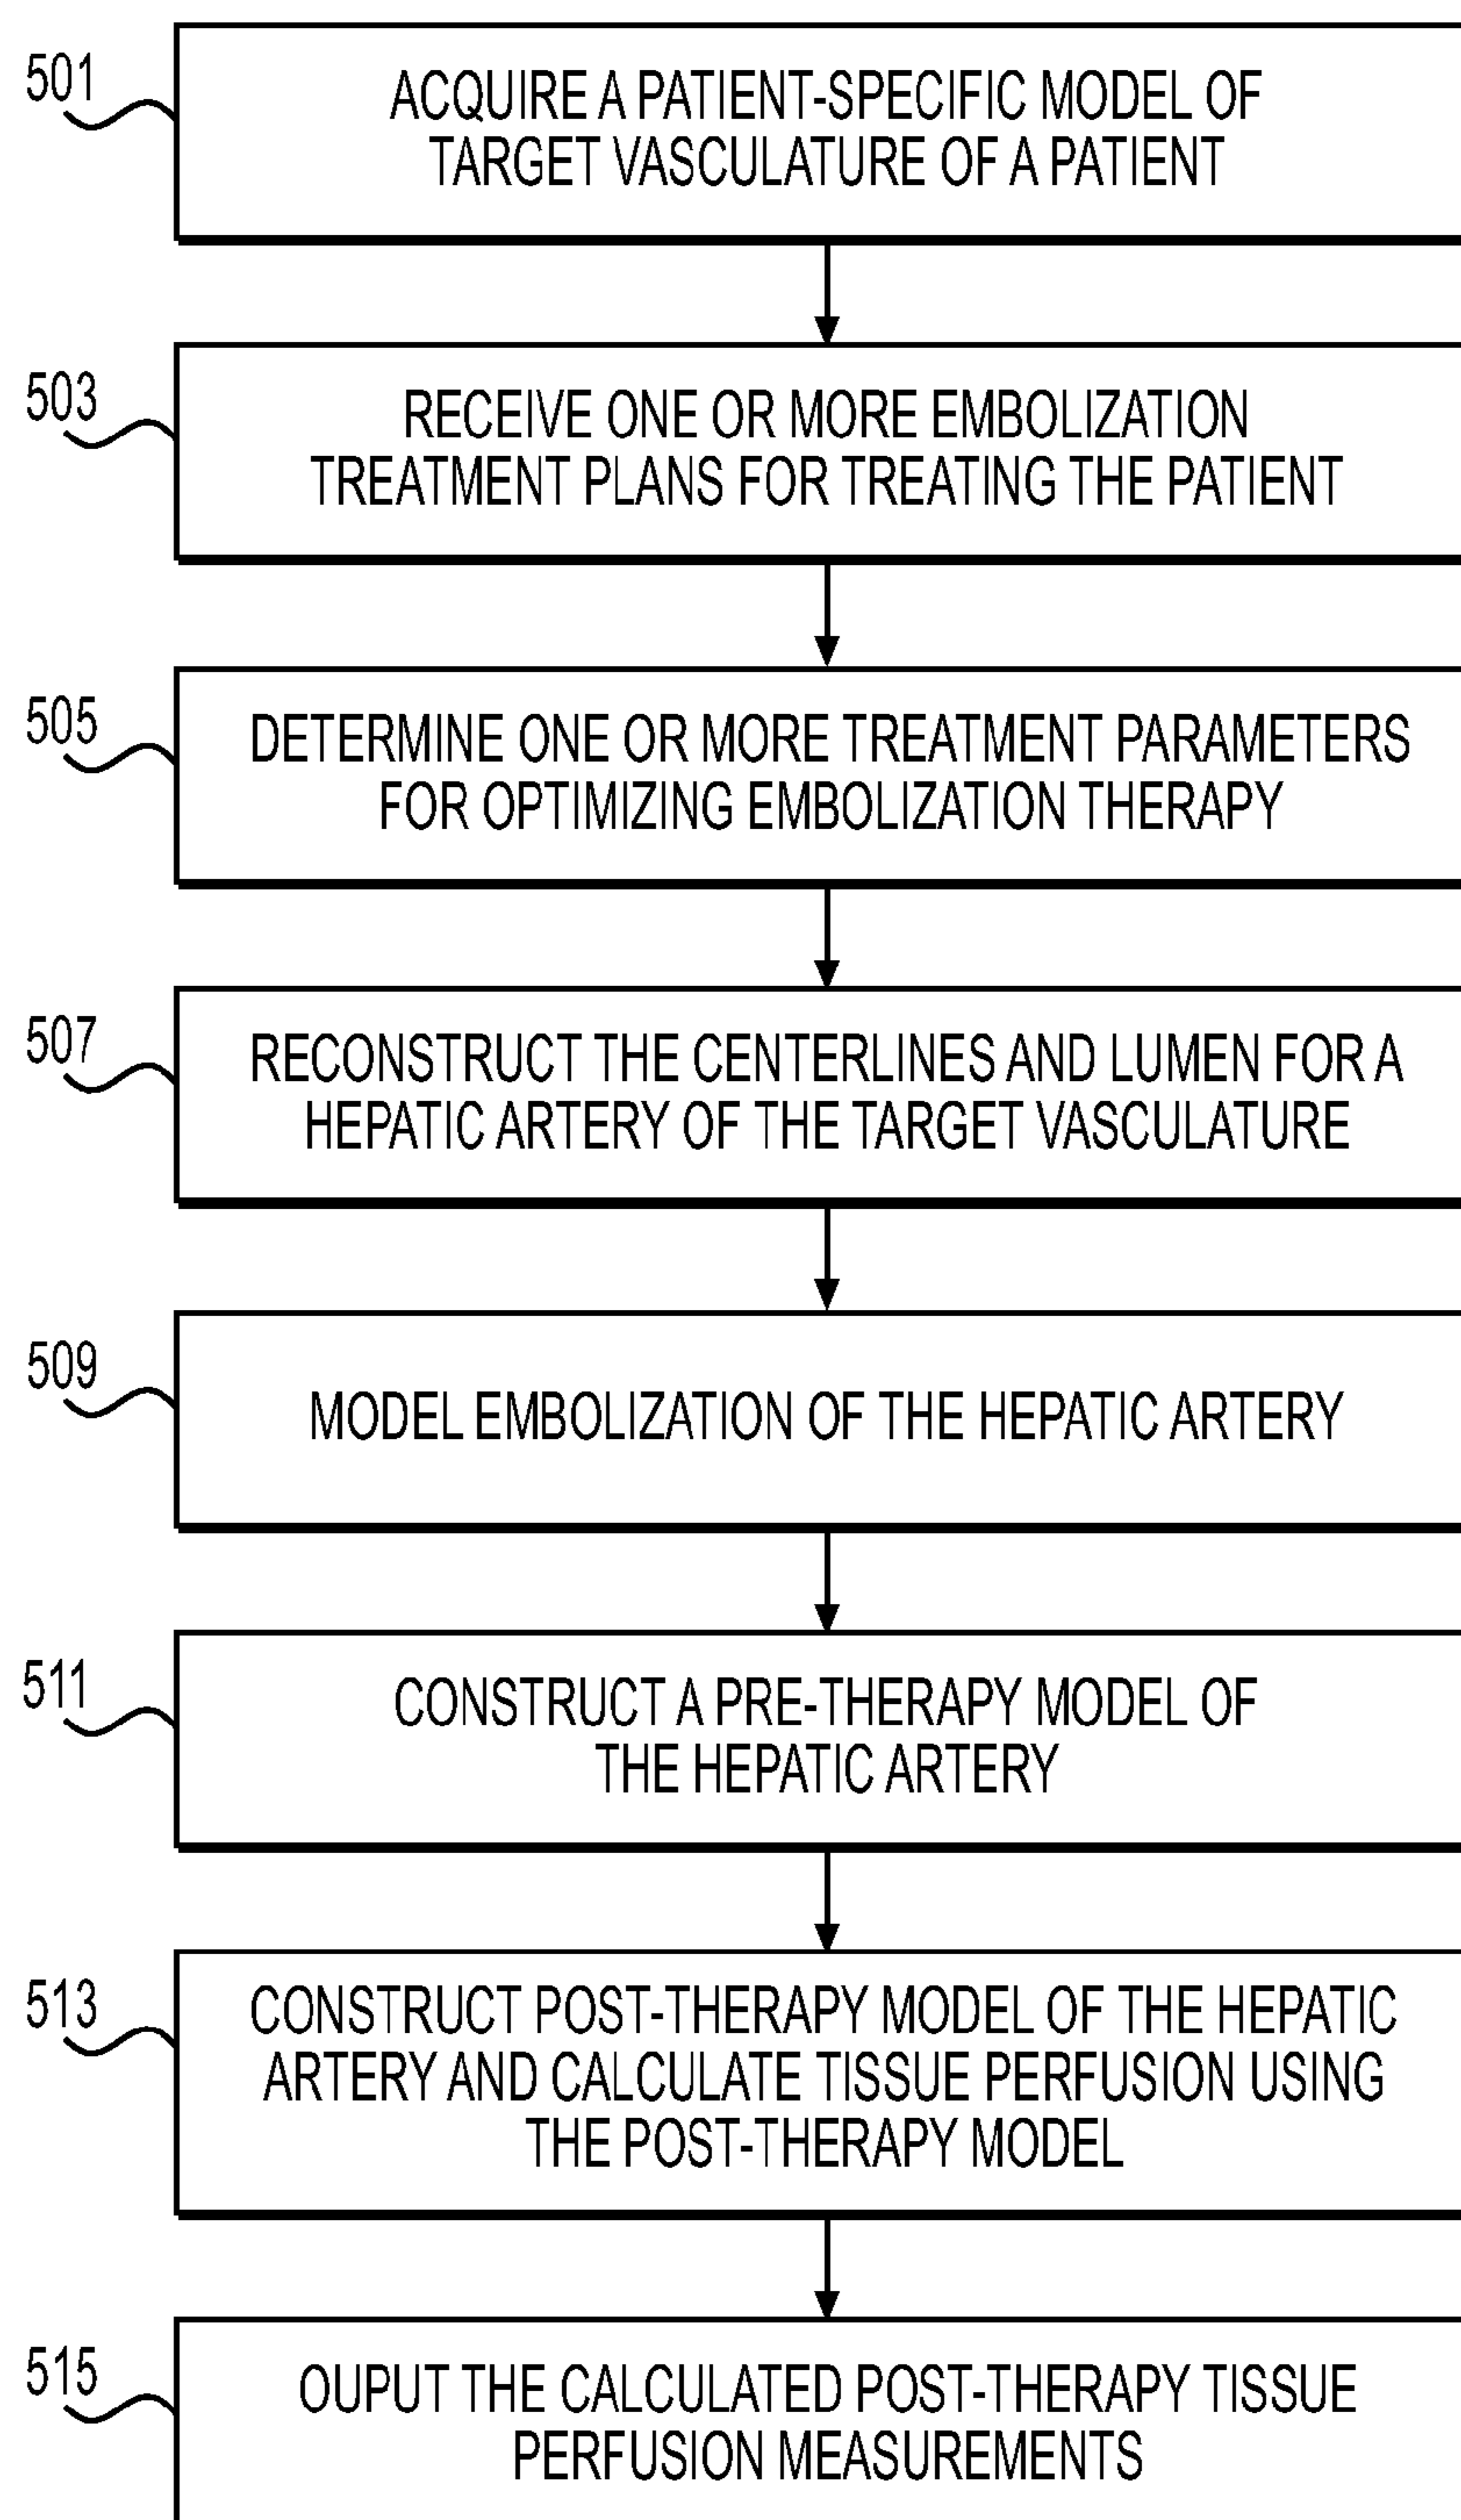 501
ACQUIRE A PATIENT-SPECIFIC MODEL OF
TARGET VASCULATURE OF A PATIENT
503
RECEIVE ONE OR MORE EMBOLIZATION
TREATMENT PLANS FOR TREATING THE PATIENT
505
DETERMINE ONE OR MORE TREATMENT PARAMETERS
FOR OPTIMIZING EMBOLIZATION THERAPY
507
RECONSTRUCT THE CENTERLINES AND LUMEN FOR A
HEPATIC ARTERY OF THE TARGET VASCULATURE
509
MODEL EMBOLIZATION OF THE HEPATIC ARTERY
511
CONSTRUCT A PRE-THERAPY MODEL OF
THE HEPATIC ARTERY
513
CONSTRUCT POST-THERAPY MODEL OF THE HEPATIC
ARTERY AND CALCULATE TISSUE PERFUSION USING
THE POST-THERAPY MODEL
515
OUPUT THE CALCULATED POST-THERAPY TISSUE
PERFUSION MEASUREMENTS